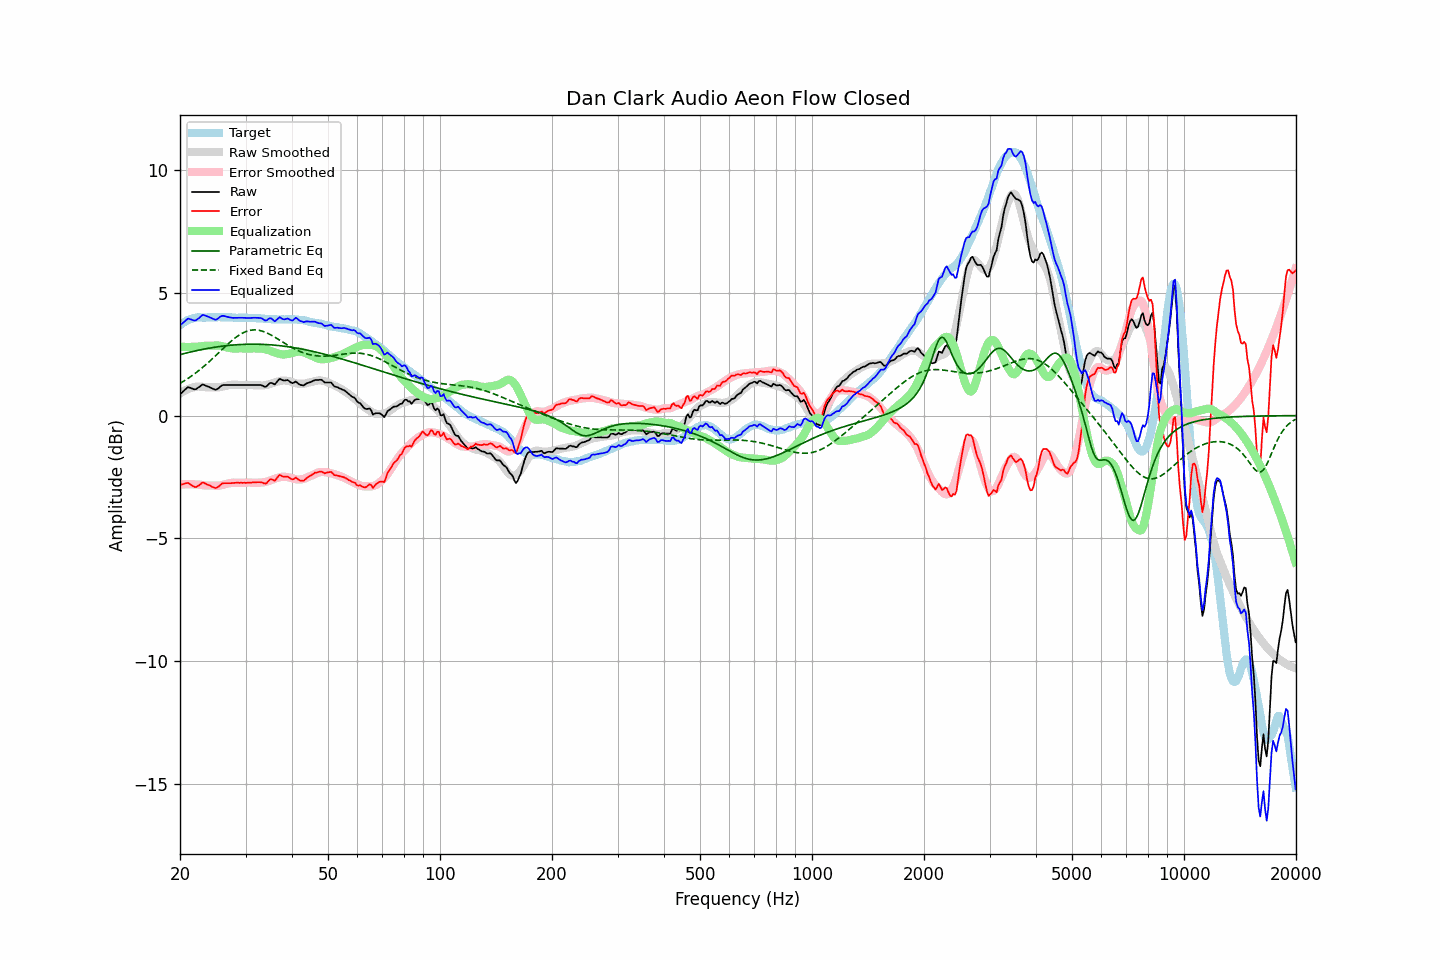 Dan Clark Audio Aeon Flow Closed
Target
Raw Smoothed
Error Smoothed
Raw
Error
Equalization
Parametric Eq
Fixed Band Eq
Equalized
10
5
0
−5
−10
−15
Amplitude (dBr)
20 50 100 200 500 1000 2000 5000 10000 20000
Frequency (Hz)